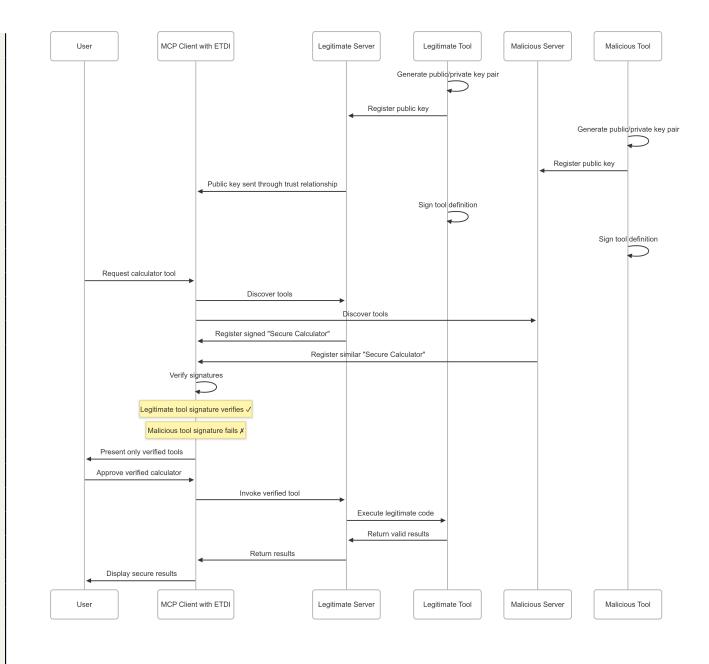 User
MCP Client with ETDI
Legitimate Server
Legitimate Tool
Malicious Server
Malicious Tool
Generate public/private key pair
Register public key
Generate public/private key pair
Register public key
Public key sent through trust relationship
Sign tool definition
Sign tool definition
Request calculator tool
Discover tools
Discover tools
Register signed "Secure Calculator"
Register similar "Secure Calculator"
Verify signatures
Legitimate tool signature verifies ✓
Malicious tool signature fails ✗
Present only verified tools
Approve verified calculator
Invoke verified tool
Execute legitimate code
Return valid results
Return results
Display secure results
User
MCP Client with ETDI
Legitimate Server
Legitimate Tool
Malicious Server
Malicious Tool